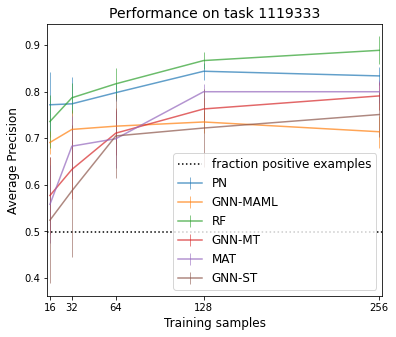 Performance on task 1119333
Average Precision
0.9
0.8
0.7
0.6
0.5
0.4
fraction positive examples
PN
GNN-MAML
RF
GNN-MT
MAT
GNN-ST
16 32 64 128 256
Training samples